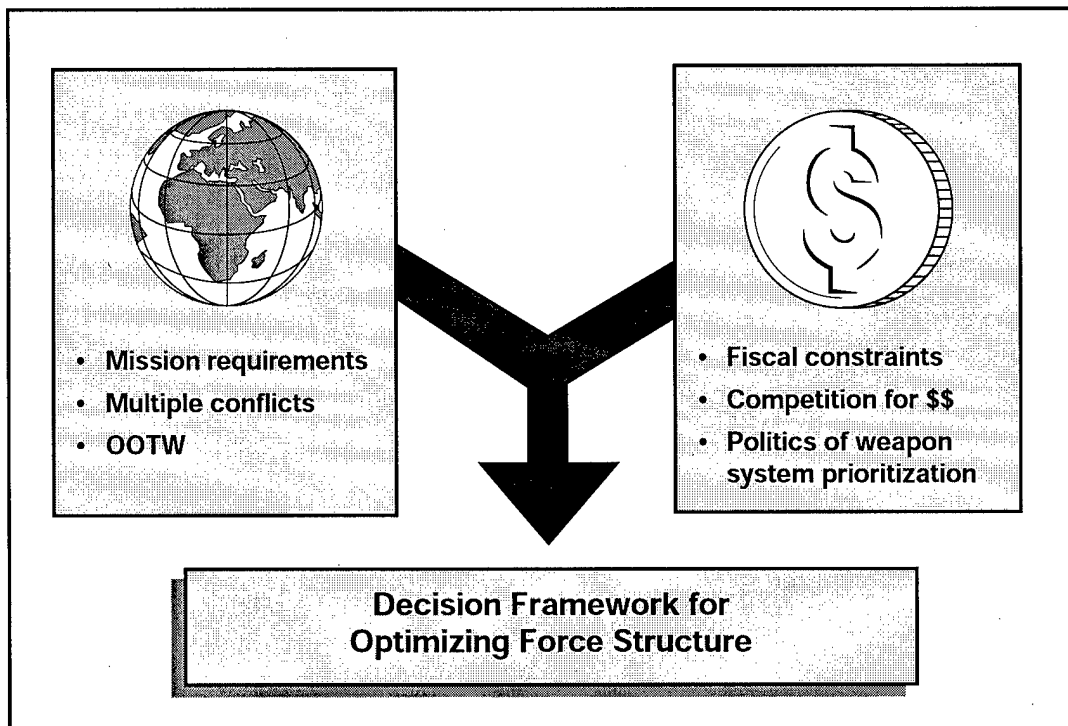 • Mission requirements
• Multiple conflicts
• OOTW
• Fiscal constraints
• Competition for $$
• Politics of weapon
system prioritization
Decision Framework for
Optimizing Force Structure